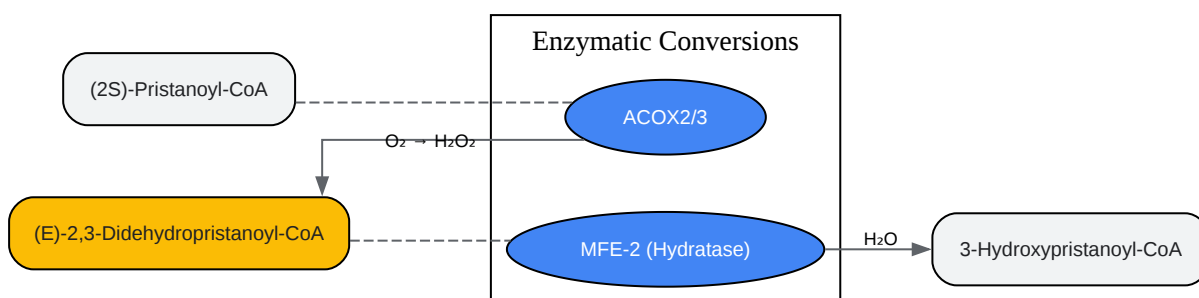 Enzymatic Conversions
(2S)-Pristanoyl-CoA
ACOX2/3
O₂ → H₂O₂
(E)-2,3-Didehydropristanoyl-CoA
MFE-2 (Hydratase)
H₂O
3-Hydroxypristanoyl-CoA